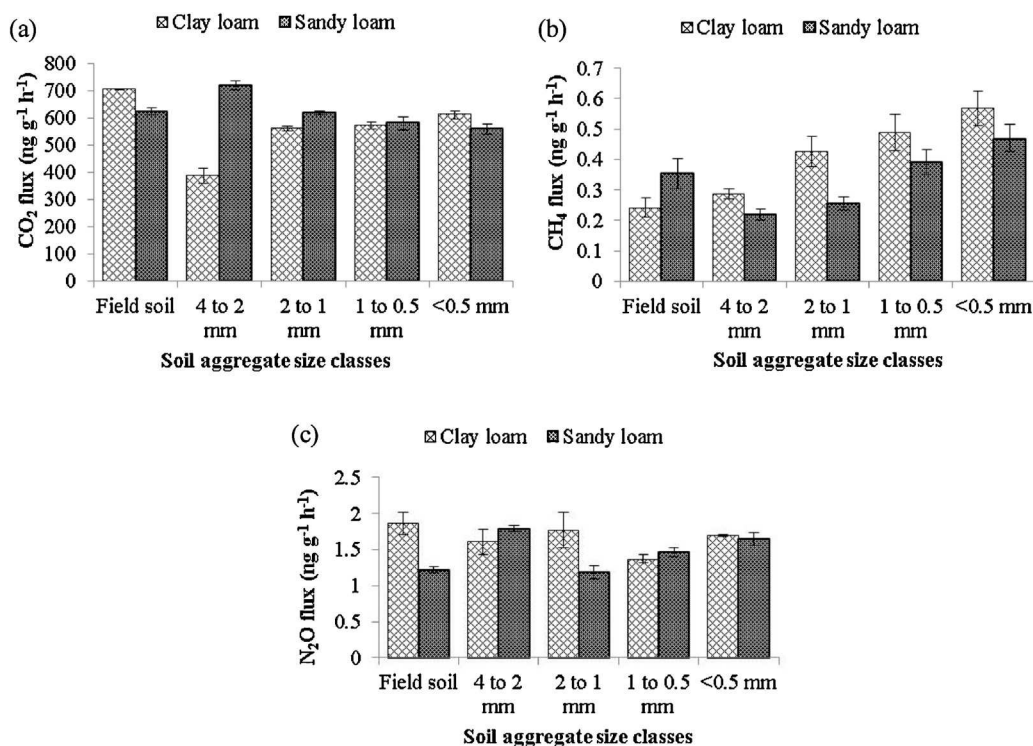 (a)
Clay loam Sandy loam
CO₂ flux (ng g⁻¹ h⁻¹)
800
700
600
500
400
300
200
100
0
Field soil 4 to 2 mm 2 to 1 mm 1 to 0.5 mm <0.5 mm
Soil aggregate size classes
(b)
Clay loam Sandy loam
CH₄ flux (ng g⁻¹ h⁻¹)
0.7
0.6
0.5
0.4
0.3
0.2
0.1
0
Field soil 4 to 2 mm 2 to 1 mm 1 to 0.5 mm <0.5 mm
Soil aggregate size classes
(c)
Clay loam Sandy loam
N₂O flux (ng g⁻¹ h⁻¹)
2.5
2
1.5
1
0.5
0
Field soil 4 to 2 mm 2 to 1 mm 1 to 0.5 mm <0.5 mm
Soil aggregate size classes